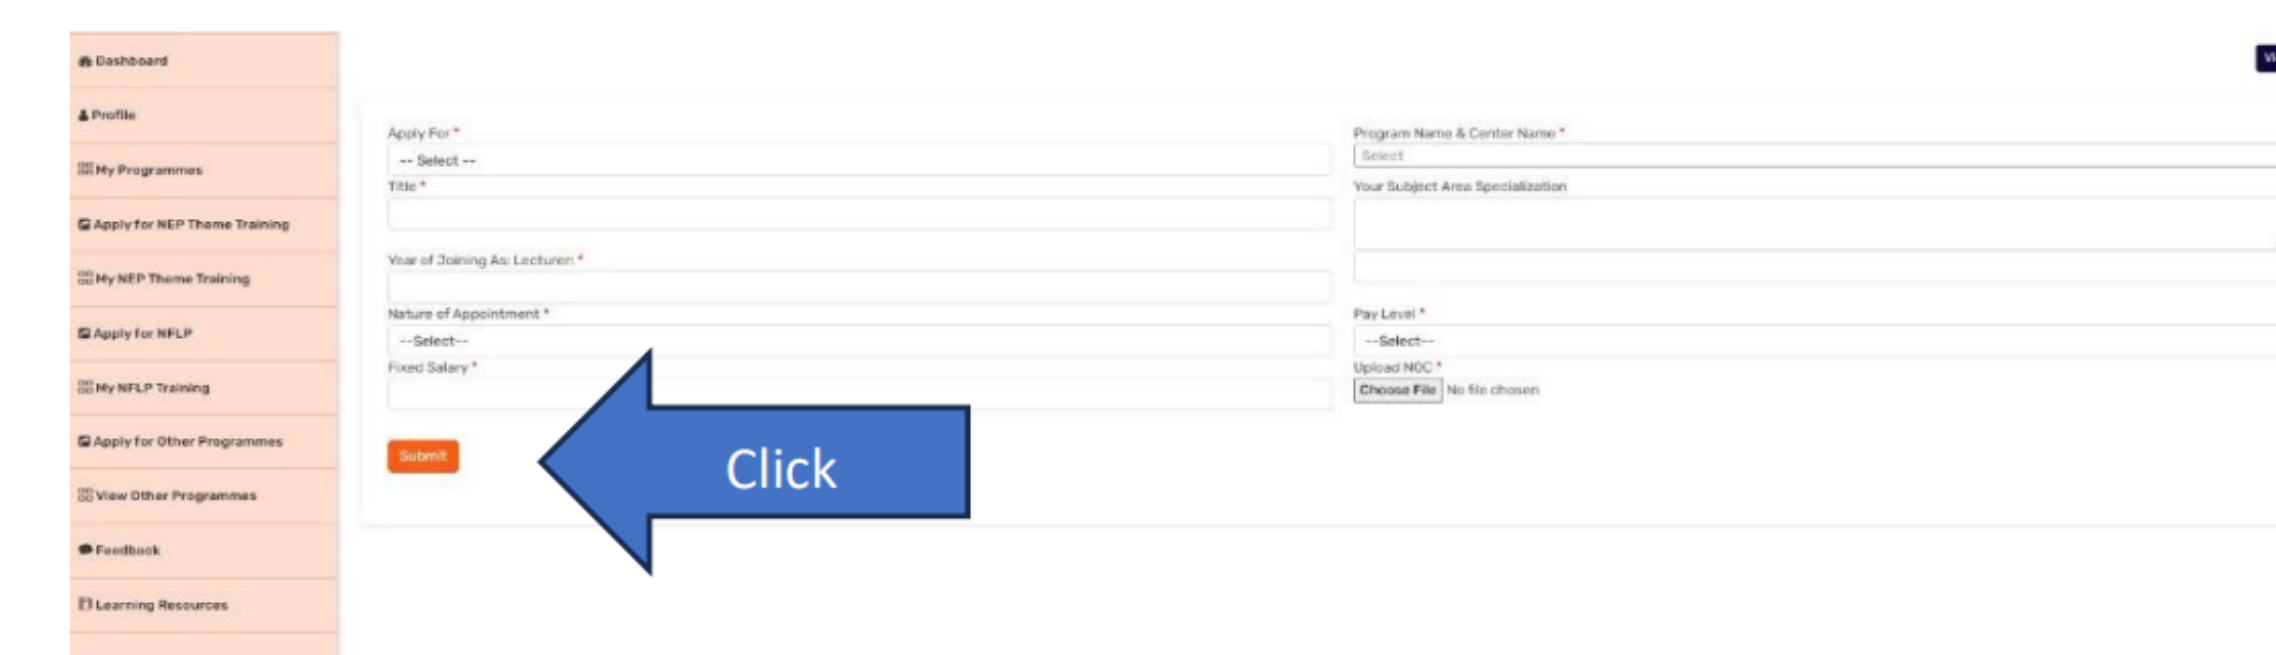 Dashboard
Profile
My Programmes
Apply for NEP Theme Training
My NEP Theme Training
Apply for NFLP
My NFLP Training
Apply for Other Programmes
View Other Programmes
Feedback
Learning Resources
Apply For *
-- Select --
Program Name & Center Name *
Select
Title *
Your Subject Area Specialization
Year of Joining As: Lecturer: *
Nature of Appointment *
--Select--
Pay Level *
--Select--
Fixed Salary *
Upload NOC *
Choose File No file chosen
Submit
Click